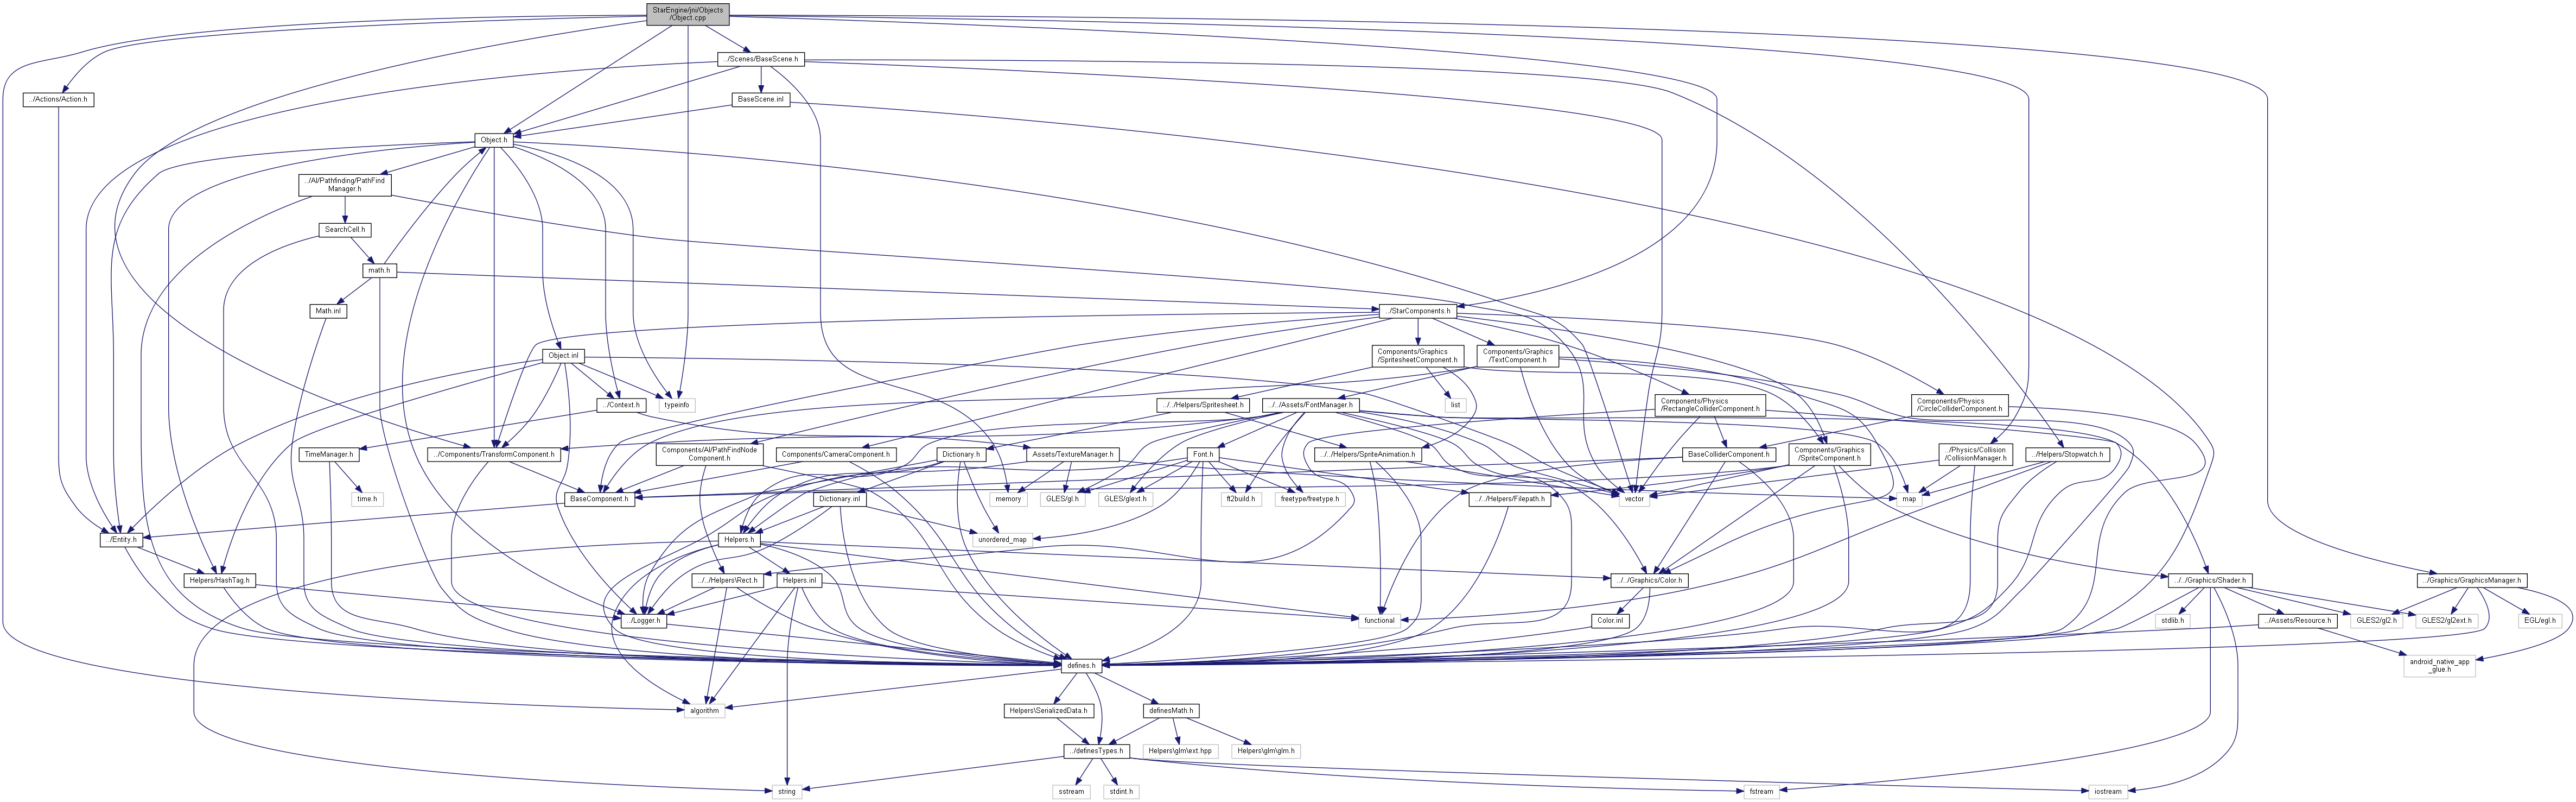 StarEngine/jni/Objects
/Object.cpp
../Scenes/BaseScene.h
../Actions/Action.h
BaseScene.inl
Object.h
../AI/Pathfinding/PathFind
Manager.h
SearchCell.h
math.h
Math.inl
../StarComponents.h
Object.inl
Components/Graphics
/SpritesheetComponent.h
Components/Graphics
/TextComponent.h
../Context.h
typeinfo
../../Helpers/Spritesheet.h
../../Assets/FontManager.h
list
Components/Physics
/RectangleColliderComponent.h
Components/Physics
/CircleColliderComponent.h
TimeManager.h
../Components/TransformComponent.h
Components/AI/PathFindNode
Component.h
Components/CameraComponent.h
Dictionary.h
Assets/TextureManager.h
Font.h
../../Helpers/SpriteAnimation.h
BaseColliderComponent.h
Components/Graphics
/SpriteComponent.h
../Physics/Collision
/CollisionManager.h
../Helpers/Stopwatch.h
time.h
BaseComponent.h
Dictionary.inl
memory
GLES/gl.h
GLES/glext.h
ft2build.h
freetype/freetype.h
../../Helpers/Filepath.h
vector
map
../Entity.h
Helpers.h
unordered_map
Helpers/HashTag.h
../../Helpers\Rect.h
Helpers.inl
../../Graphics/Color.h
../../Graphics/Shader.h
../Graphics/GraphicsManager.h
../Logger.h
functional
Color.inl
stdlib.h
../Assets/Resource.h
GLES2/gl2.h
GLES2/gl2ext.h
EGL/egl.h
defines.h
android_native_app
_glue.h
algorithm
Helpers\SerializedData.h
definesMath.h
../definesTypes.h
Helpers\glm\ext.hpp
Helpers\glm\glm.h
string
sstream
stdint.h
fstream
iostream